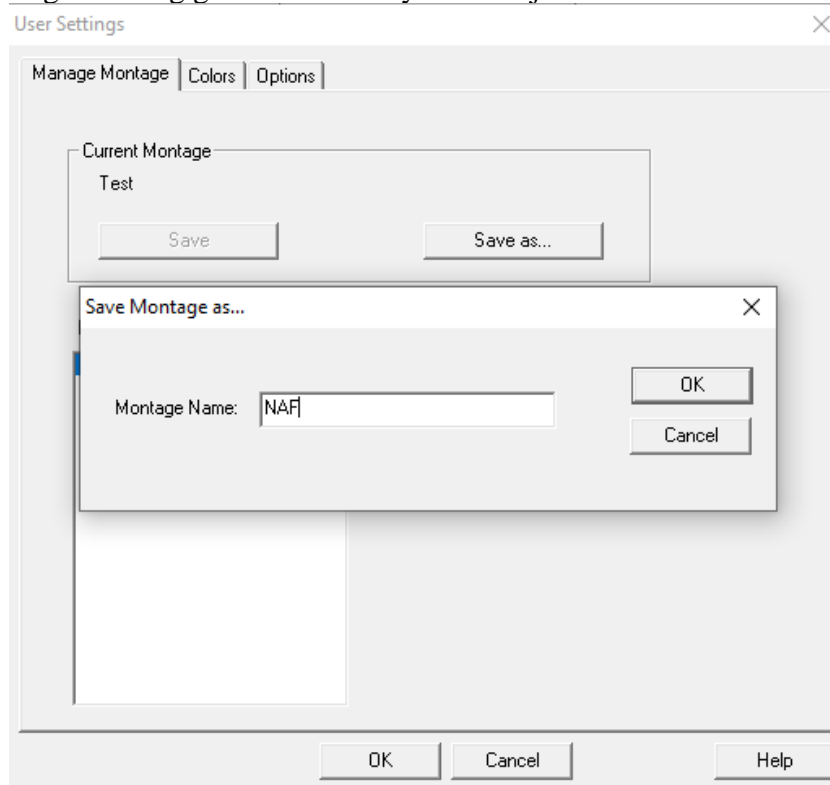 User Settings
Manage Montage Colors Options
Current Montage
Test
Save Save as...
Save Montage as...
Montage Name: NAF OK
Cancel
OK Cancel Help